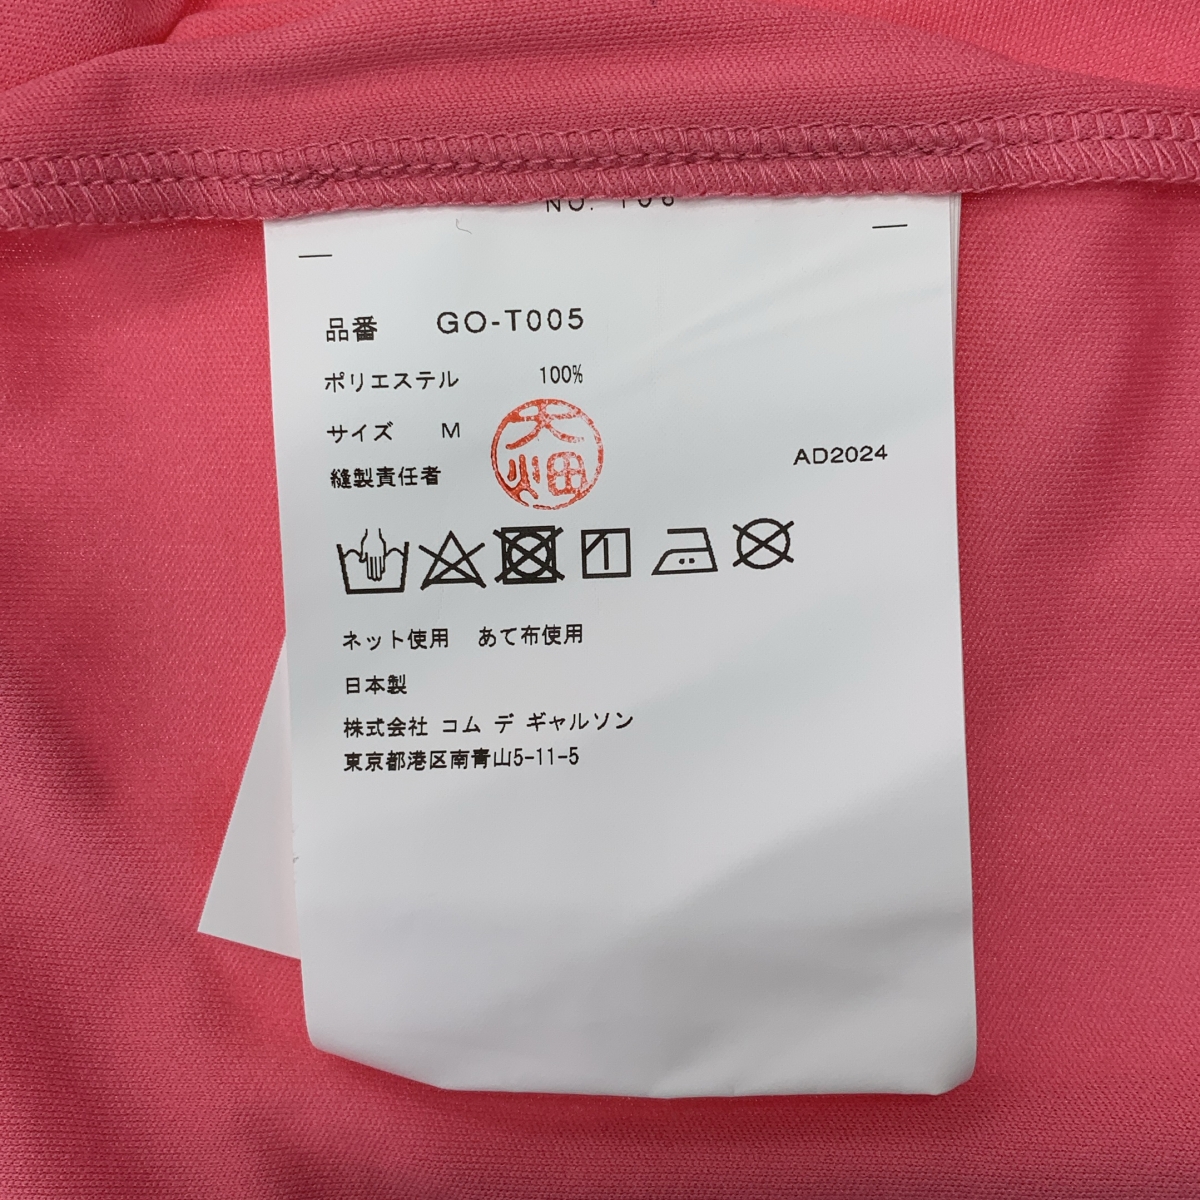 品番 GO-T005
ポリエステル 100%
サイズ M
縫製責任者 大畑
AD2024
ネット使用 あて布使用
日本製
株式会社 コム デ ギャルソン
東京都港区南青山5-11-5